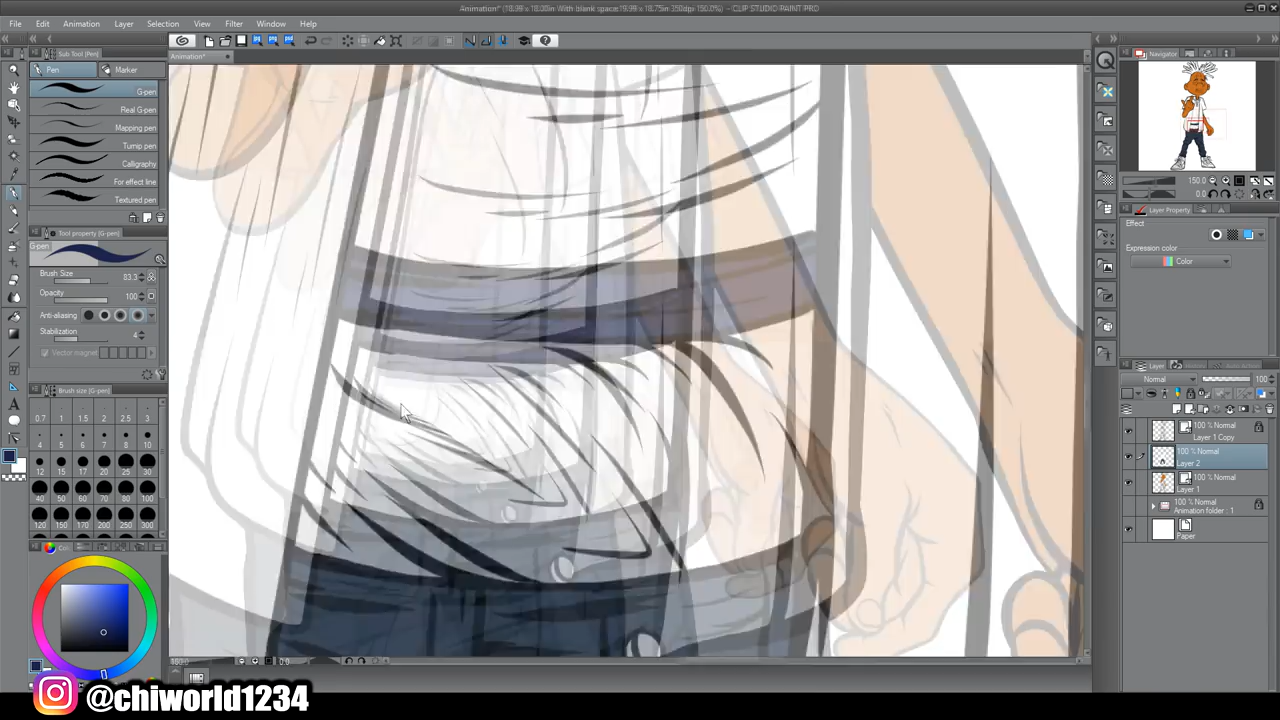 Animation* (18.99 x 18.00in With blank space:19.99 x 18.75in 350dpi 150.0%) - CLIP STUDIO PAINT PRO
File Edit Animation Layer Selection View Filter Window Help
Sub Tool (Pen)
Animation*
Navigator
Pen Marker
G-pen
Real G-pen
Mapping pen
Turnip pen
Calligraphy
For effect line
Textured pen
150.0
0.0
Layer Property
Effect
Expression color
Color
Tool property (G-pen)
G-pen
Brush Size 83.3
Opacity 100
Anti-aliasing
Stabilization 4
Vector magnet
Brush size (G-pen)
0.7 1 1.5 2 2.5 3
4 5 6 7 8 10
12 15 17 20 25 30
40 50 60 70 80 100
120 150 170 200 250 300
Layer
Normal 100
100 % Normal
Layer 1 Copy
100 % Normal
Layer 2
100 % Normal
Layer 1
100 % Normal
Animation folder : 1
Paper
0.0
@chiworld1234